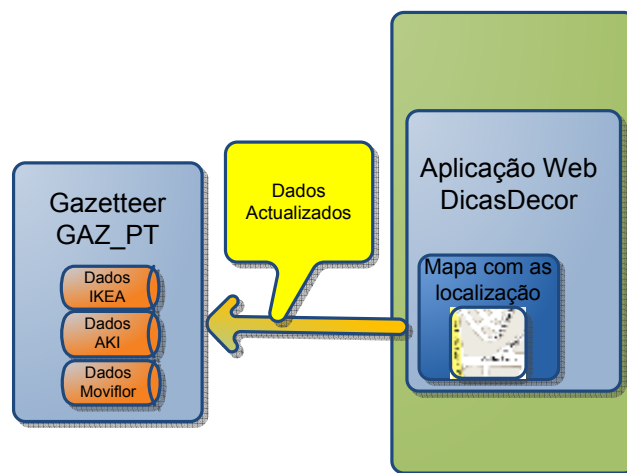 Gazetteer
GAZ_PT
Dados
IKEA
Dados
AKI
Dados
Moviflor
Dados
Actualizados
Aplicação Web
DicasDecor
Mapa com as
localização